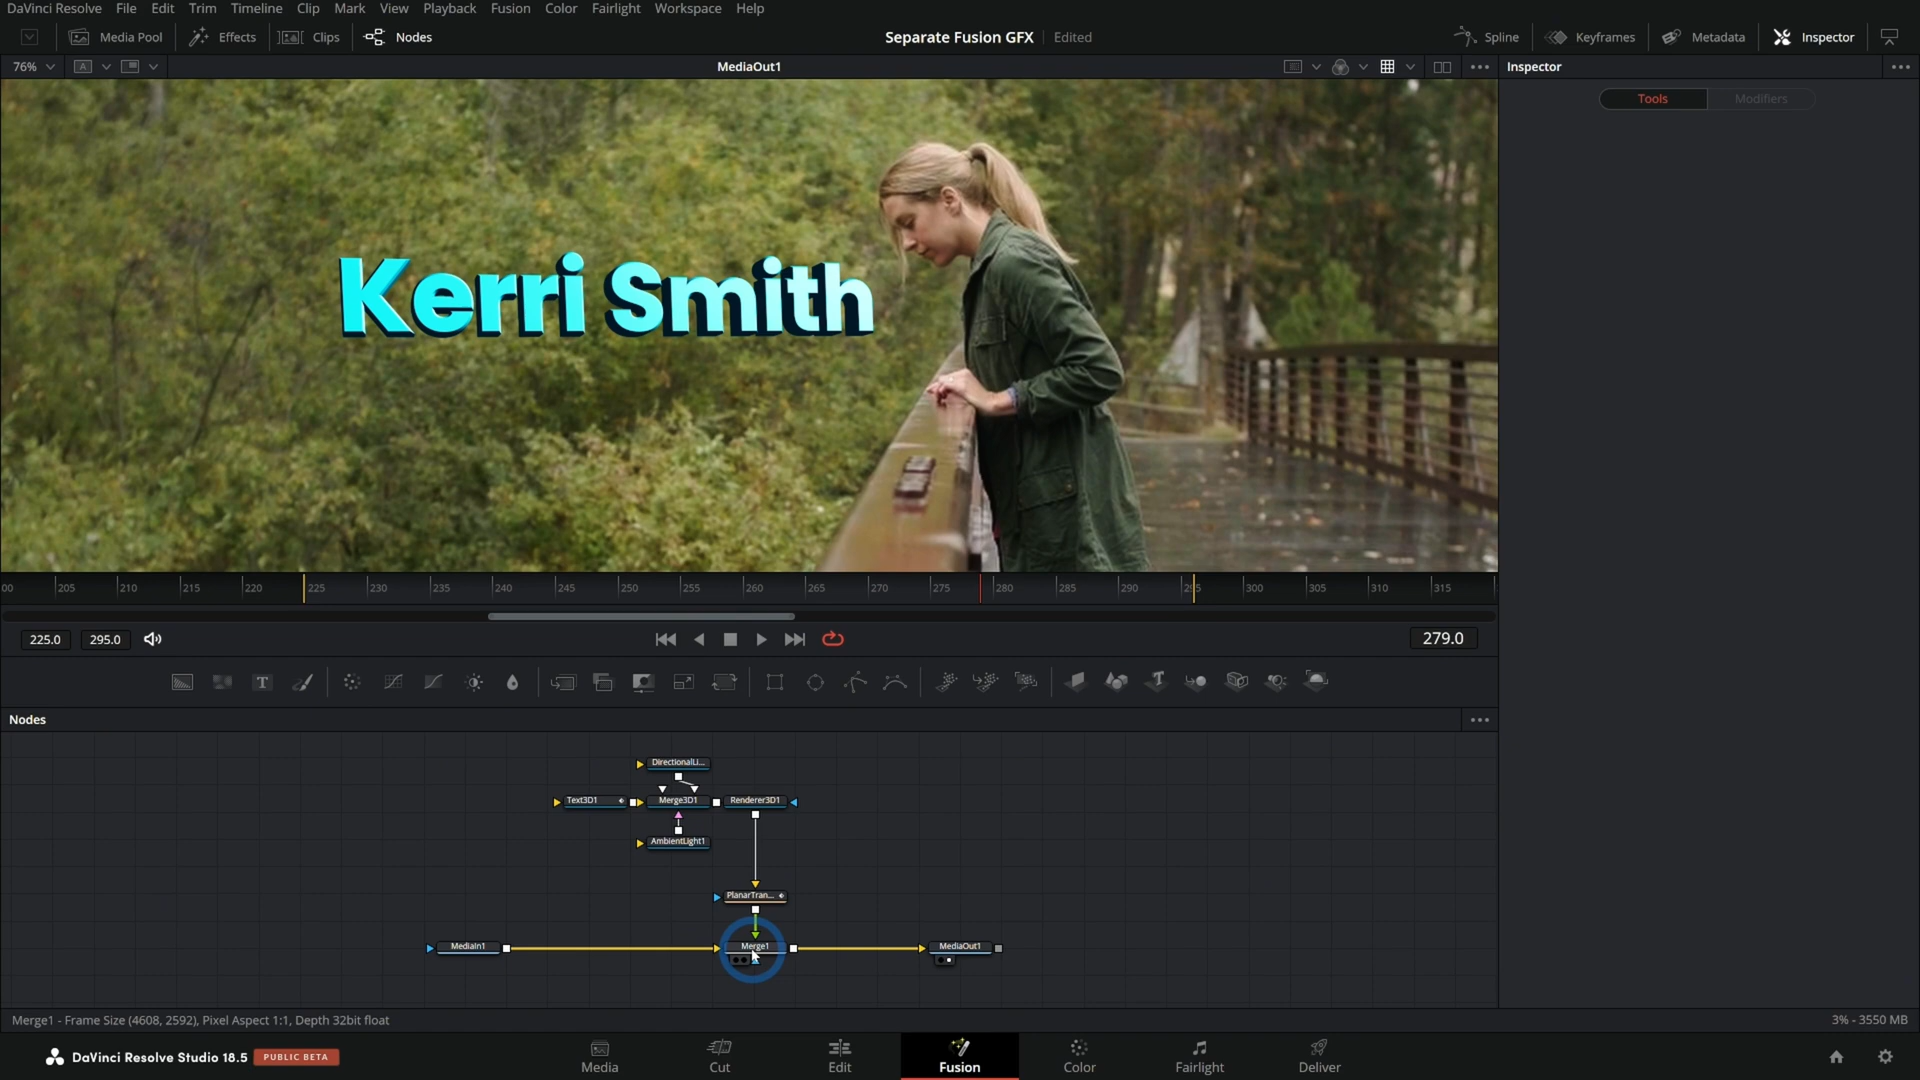 DaVinci Resolve File Edit Trim Timeline Clip Mark View Playback Fusion Color Fairlight Workspace Help
Media Pool Effects Clips Nodes Separate Fusion GFX Edited Spline Keyframes Metadata Inspector
76% A MediaOut1 Inspector
Tools Modifiers
Kerri Smith
00 205 210 215 220 225 230 235 240 245 250 255 260 265 270 275 280 285 290 295 300 305 310 315
225.0 295.0 279.0
Nodes
DirectionalLi...
Text3D1 Merge3D1 Renderer3D1
AmbientLight1
PlanarTran...
MediaIn1 Merge1 MediaOut1
Merge1 - Frame Size (4608, 2592), Pixel Aspect 1:1, Depth 32bit float 3% - 3550 MB
DaVinci Resolve Studio 18.5 PUBLIC BETA
Media Cut Edit Fusion Color Fairlight Deliver